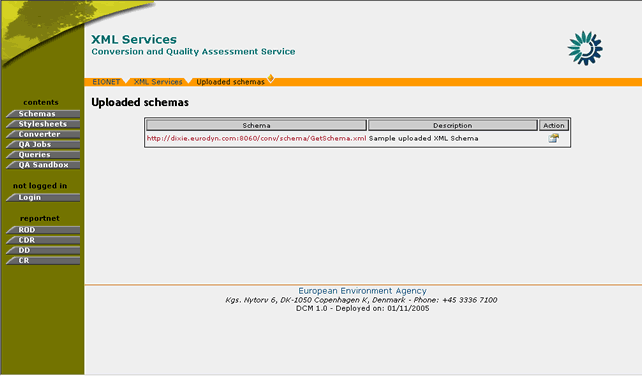 XML Services
Conversion and Quality Assessment Service
EIONET XML Services Uploaded schemas
contents
Schemas
Stylesheets
Converter
QA Jobs
Queries
QA Sandbox
not logged in
Login
reportnet
ROD
CDR
DD
CR
Uploaded schemas
Schema Description Action
http://dixie.eurodyn.com:8060/conv/schema/GetSchema.xml Sample uploaded XML Schema
European Environment Agency
Kgs. Nytorv 6, DK-1050 Copenhagen K, Denmark - Phone: +45 3336 7100
DCM 1.0 - Deployed on: 01/11/2005